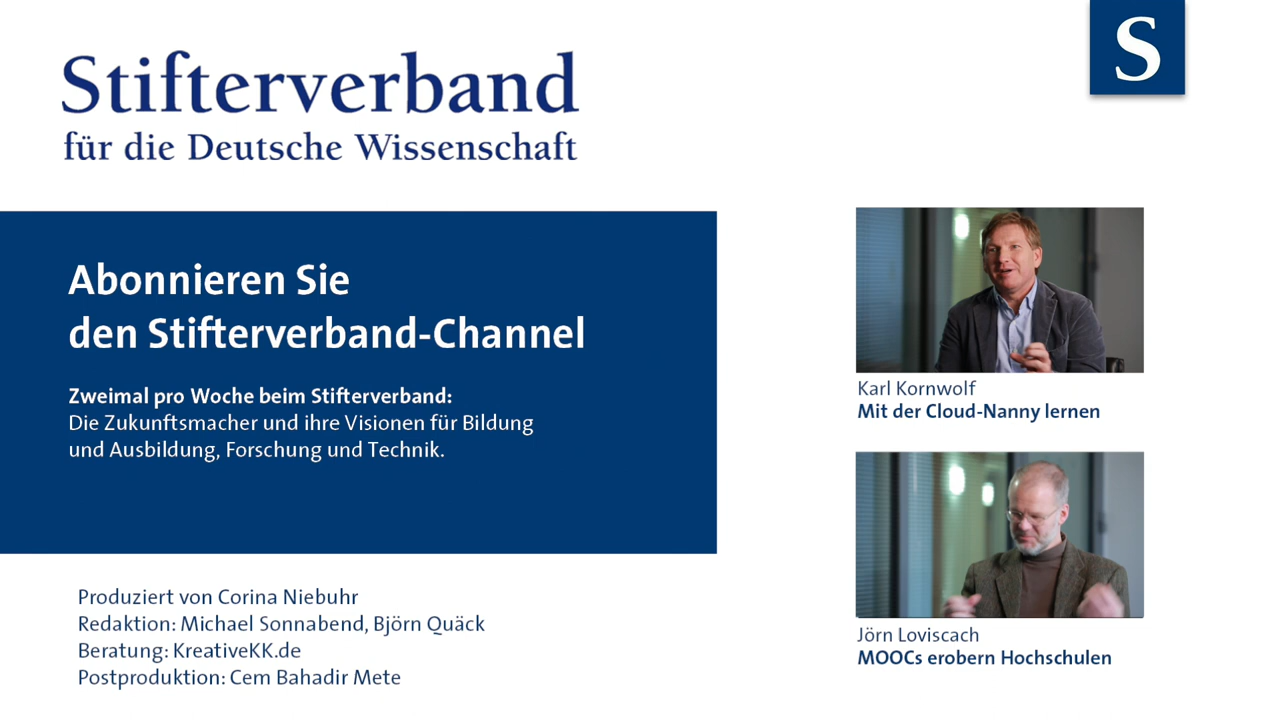 Stifterverband
für die Deutsche Wissenschaft
S
Abonnieren Sie
den Stifterverband-Channel
Zweimal pro Woche beim Stifterverband:
Die Zukunftsmacher und ihre Visionen für Bildung
und Ausbildung, Forschung und Technik.
Karl Kornwolf
Mit der Cloud-Nanny lernen
Jörn Loviscach
MOOCs erobern Hochschulen
Produziert von Corina Niebuhr
Redaktion: Michael Sonnabend, Björn Quäck
Beratung: KreativeKK.de
Postproduktion: Cem Bahadir Mete